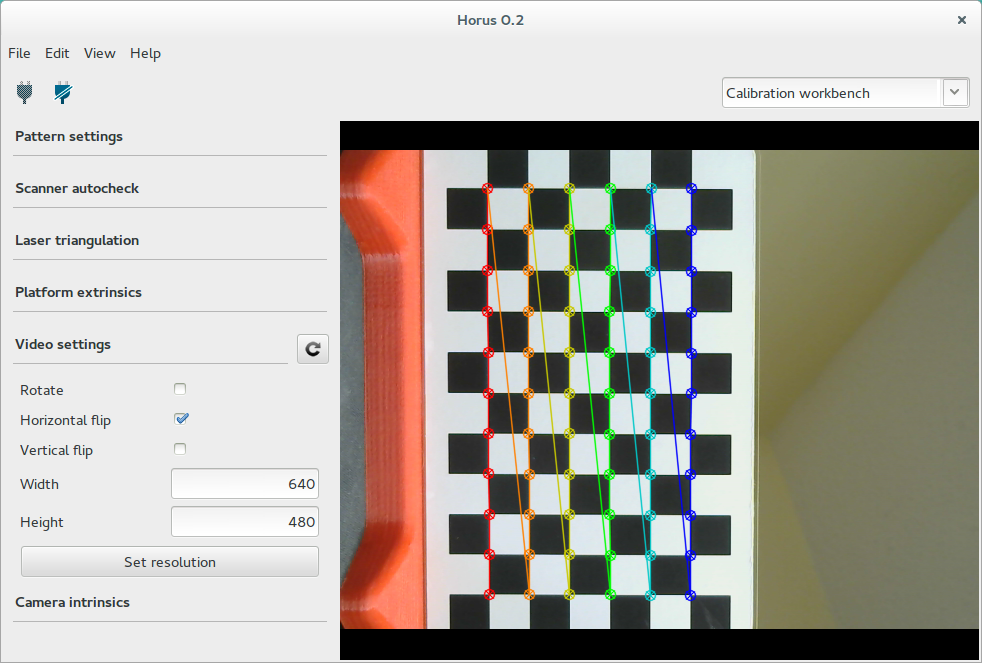 Horus 0.2
File Edit View Help
Calibration workbench
Pattern settings
Scanner autocheck
Laser triangulation
Platform extrinsics
Video settings
Rotate
Horizontal flip
Vertical flip
Width 640
Height 480
Set resolution
Camera intrinsics